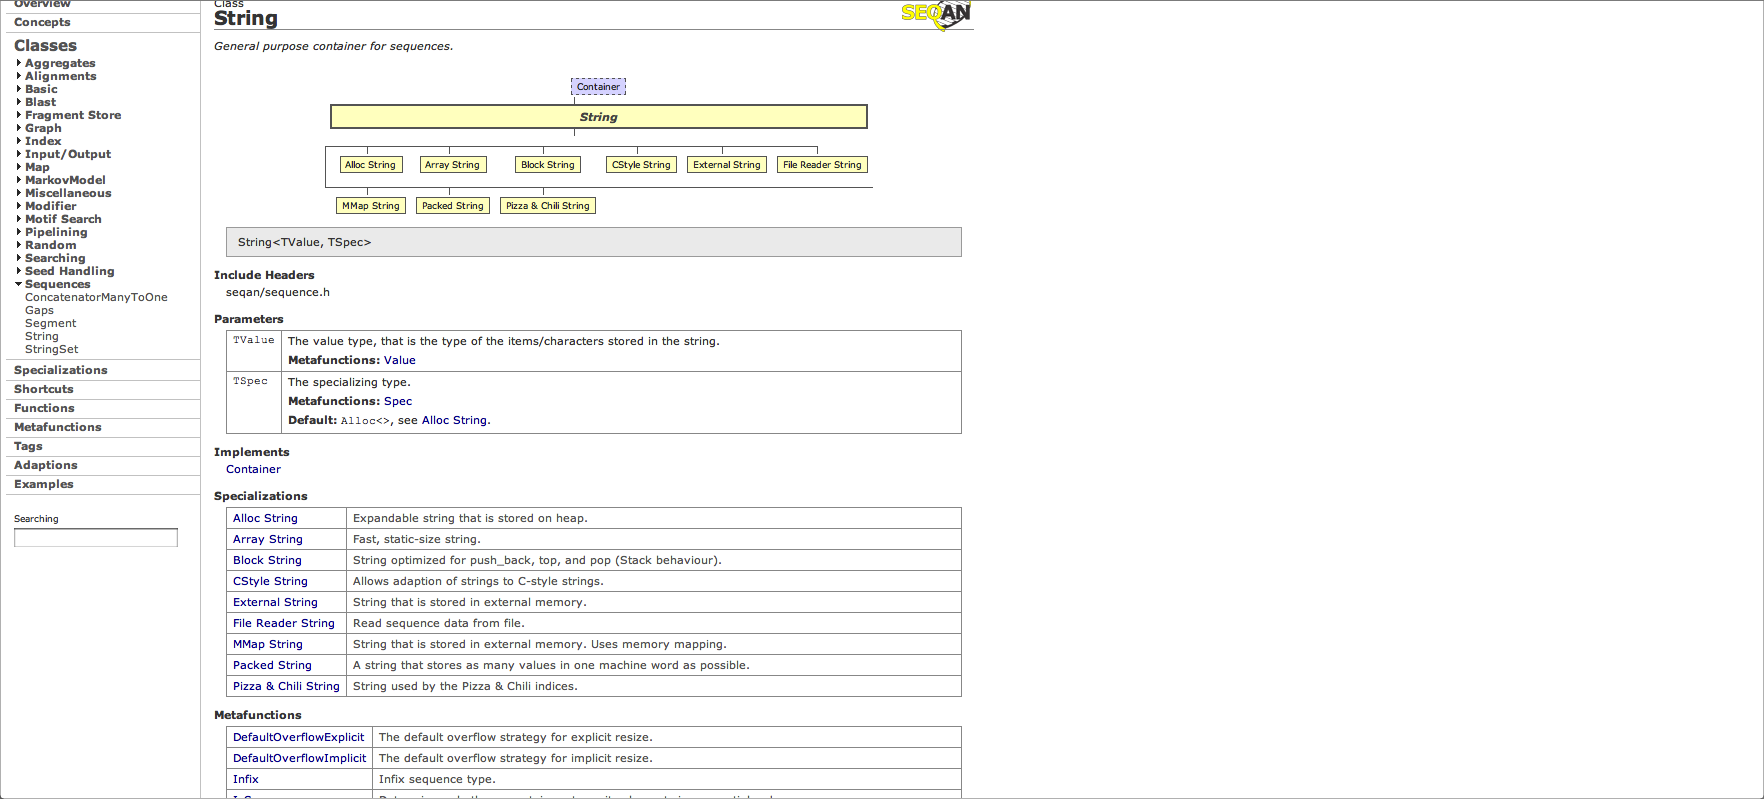 Overview
Concepts
Classes
Aggregates
Alignments
Basic
Blast
Fragment Store
Graph
Index
Input/Output
Map
MarkovModel
Miscellaneous
Modifier
Motif Search
Pipelining
Random
Searching
Seed Handling
Sequences
ConcatenatorManyToOne
Gaps
Segment
String
StringSet
Specializations
Shortcuts
Functions
Metafunctions
Tags
Adaptions
Examples
Searching
Class
String
SEQAN
General purpose container for sequences.
Container
String
Alloc String Array String Block String CStyle String External String File Reader String
MMap String Packed String Pizza & Chili String
String<TValue, TSpec>
Include Headers
seqan/sequence.h
Parameters
TValue The value type, that is the type of the items/characters stored in the string.
Metafunctions: Value
TSpec The specializing type.
Metafunctions: Spec
Default: Alloc<>, see Alloc String.
Implements
Container
Specializations
Alloc String Expandable string that is stored on heap.
Array String Fast, static-size string.
Block String String optimized for push_back, top, and pop (Stack behaviour).
CStyle String Allows adaption of strings to C-style strings.
External String String that is stored in external memory.
File Reader String Read sequence data from file.
MMap String String that is stored in external memory. Uses memory mapping.
Packed String A string that stores as many values in one machine word as possible.
Pizza & Chili String String used by the Pizza & Chili indices.
Metafunctions
DefaultOverflowExplicit The default overflow strategy for explicit resize.
DefaultOverflowImplicit The default overflow strategy for implicit resize.
Infix Infix sequence type.